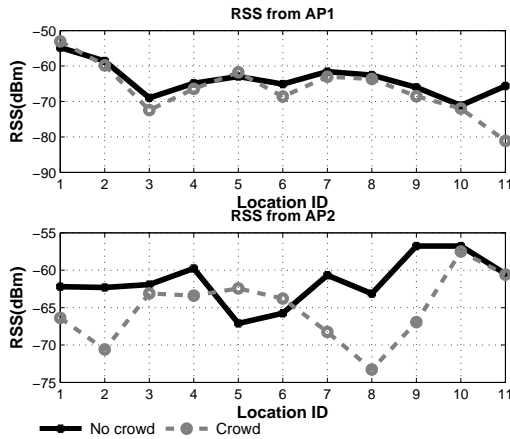 RSS from AP1
−50
−60
−70
−80
−90
RSS(dBm)
1 2 3 4 5 6 7 8 9 10 11
Location ID
RSS from AP2
−55
−60
−65
−70
−75
RSS(dBm)
1 2 3 4 5 6 7 8 9 10 11
Location ID
No crowd Crowd